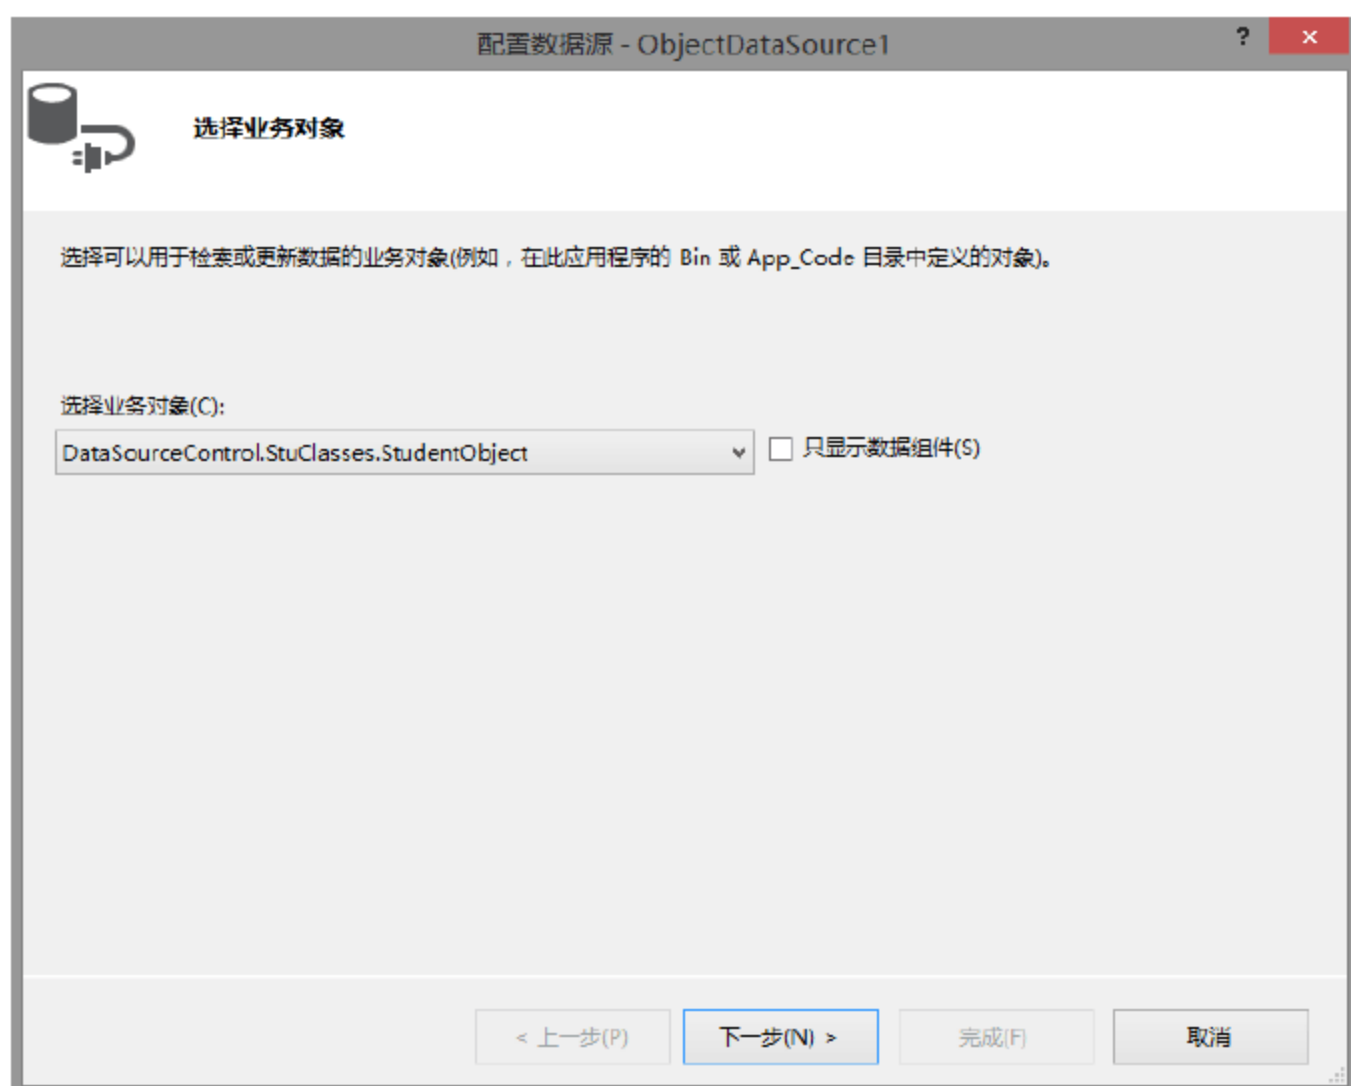 配置数据源 - ObjectDataSource1
?
选择业务对象
选择可以用于检索或更新数据的业务对象(例如，在此应用程序的 Bin 或 App_Code 目录中定义的对象)。
选择业务对象(C):
DataSourceControl.StuClasses.StudentObject
只显示数据组件(S)
< 上一步(P)
下一步(N) >
完成(F)
取消